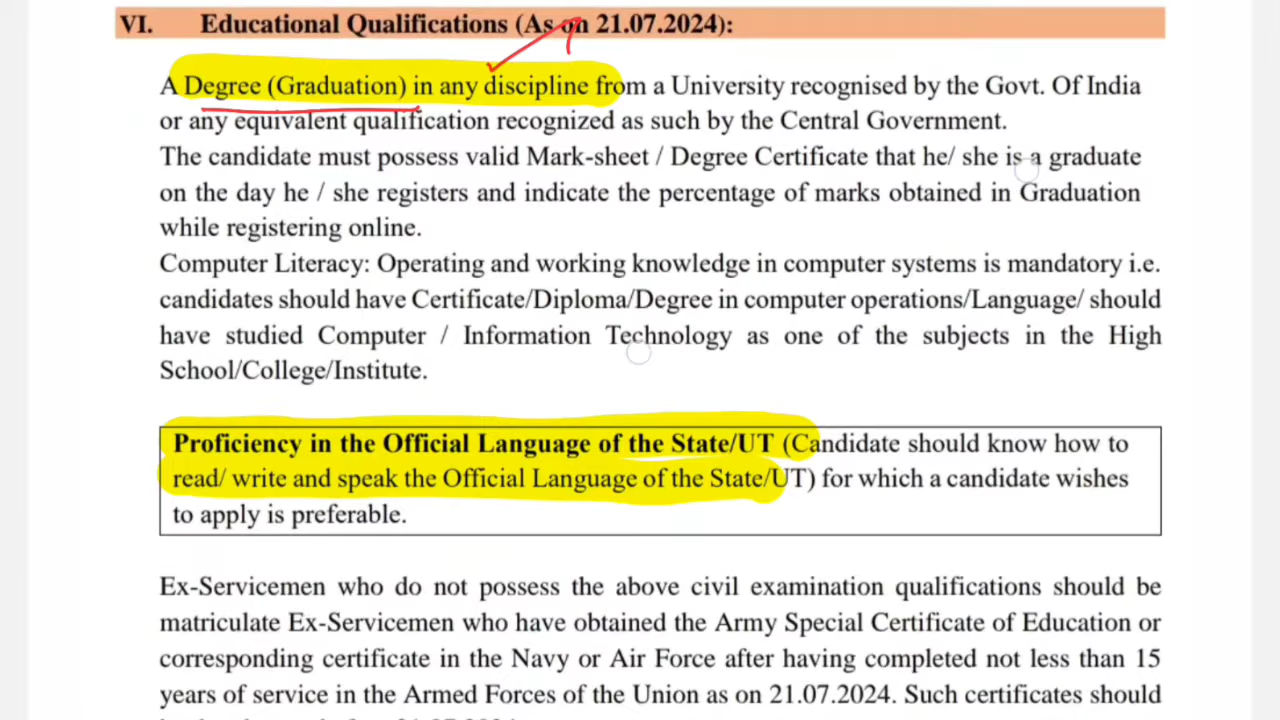 VI. Educational Qualifications (As on 21.07.2024):
A Degree (Graduation) in any discipline from a University recognised by the Govt. Of India
or any equivalent qualification recognized as such by the Central Government.
The candidate must possess valid Mark-sheet / Degree Certificate that he/ she is a graduate
on the day he / she registers and indicate the percentage of marks obtained in Graduation
while registering online.
Computer Literacy: Operating and working knowledge in computer systems is mandatory i.e.
candidates should have Certificate/Diploma/Degree in computer operations/Language/ should
have studied Computer / Information Technology as one of the subjects in the High
School/College/Institute.
Proficiency in the Official Language of the State/UT (Candidate should know how to
read/ write and speak the Official Language of the State/UT) for which a candidate wishes
to apply is preferable.
Ex-Servicemen who do not possess the above civil examination qualifications should be
matriculate Ex-Servicemen who have obtained the Army Special Certificate of Education or
corresponding certificate in the Navy or Air Force after having completed not less than 15
years of service in the Armed Forces of the Union as on 21.07.2024. Such certificates should